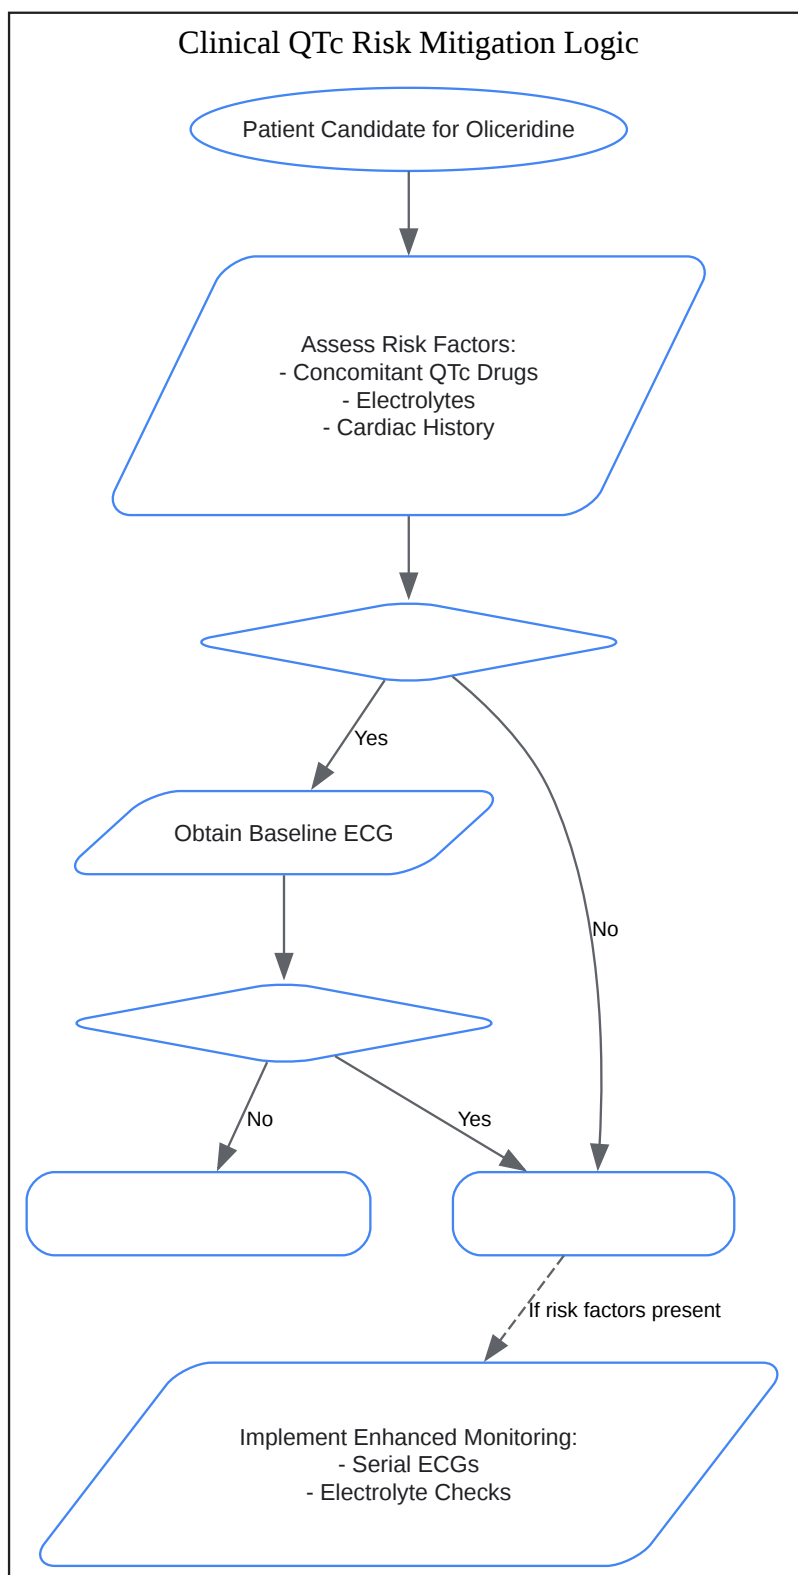 Clinical QTc Risk Mitigation Logic
Patient Candidate for Oliceridine
Assess Risk Factors:
- Concomitant QTc Drugs
- Electrolytes
- Cardiac History
Yes
Obtain Baseline ECG
No
No
Yes
If risk factors present
Implement Enhanced Monitoring:
- Serial ECGs
- Electrolyte Checks